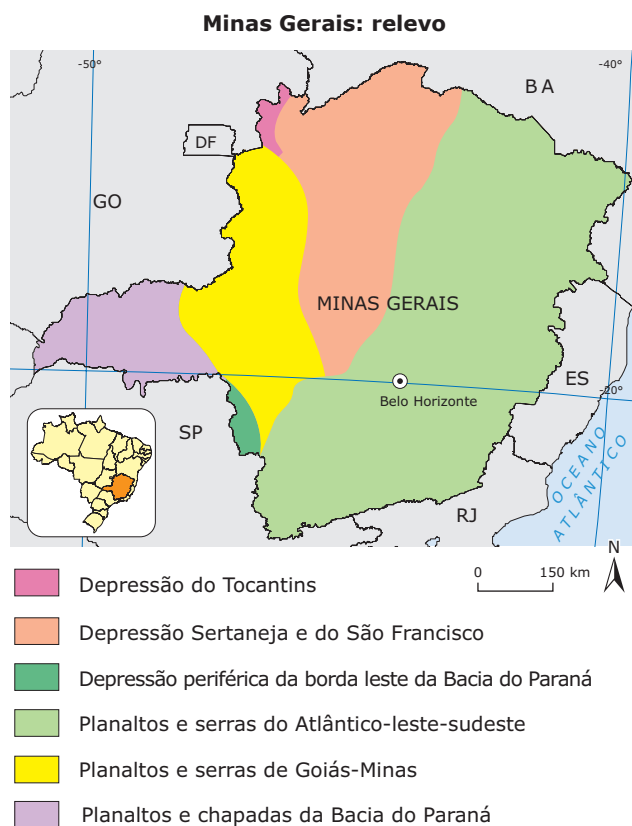 Minas Gerais: relevo
-50°
-40°
BA
DF
GO
MINAS GERAIS
ES
Belo Horizonte
-20°
SP
OCEANO
ATLÂNTICO
RJ
N
0 150 km
Depressão do Tocantins
Depressão Sertaneja e do São Francisco
Depressão periférica da borda leste da Bacia do Paraná
Planaltos e serras do Atlântico-leste-sudeste
Planaltos e serras de Goiás-Minas
Planaltos e chapadas da Bacia do Paraná